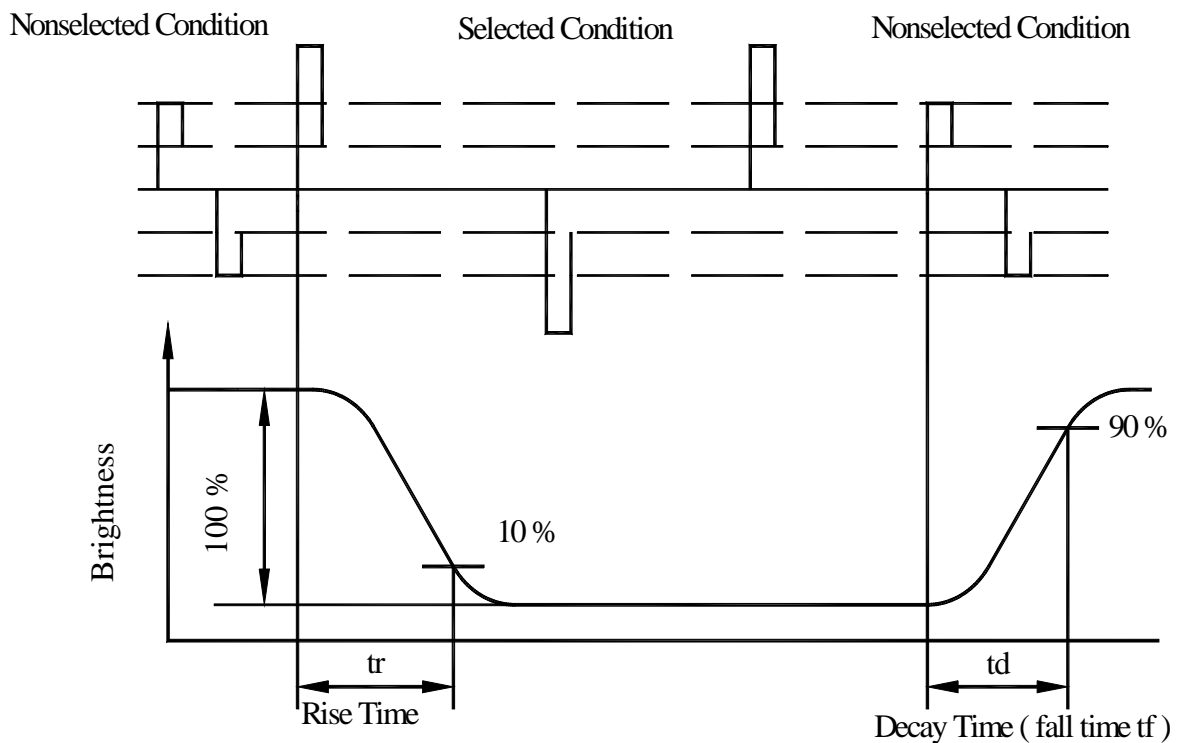 Nonselected Condition
Selected Condition
Nonselected Condition
Brightness
100 %
10 %
90 %
tr
Rise Time
td
Decay Time ( fall time tf )